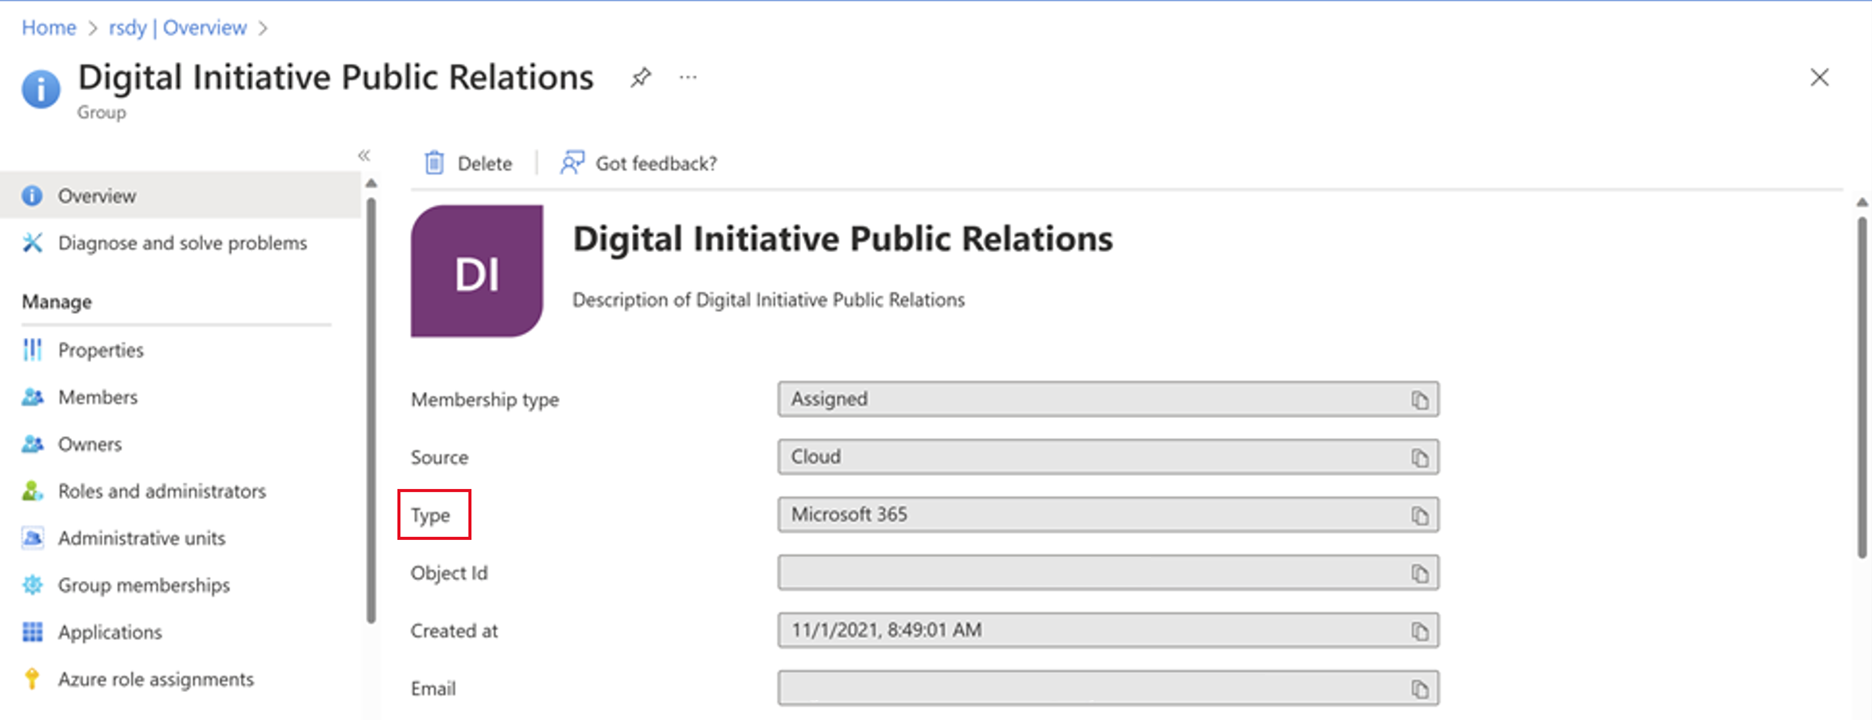 Home > rsdy | Overview >
Digital Initiative Public Relations
Group
Delete
Got feedback?
Overview
Diagnose and solve problems
Manage
Properties
Members
Owners
Roles and administrators
Administrative units
Group memberships
Applications
Azure role assignments
DI
Digital Initiative Public Relations
Description of Digital Initiative Public Relations
Membership type
Assigned
Source
Cloud
Type
Microsoft 365
Object Id
Created at
11/1/2021, 8:49:01 AM
Email